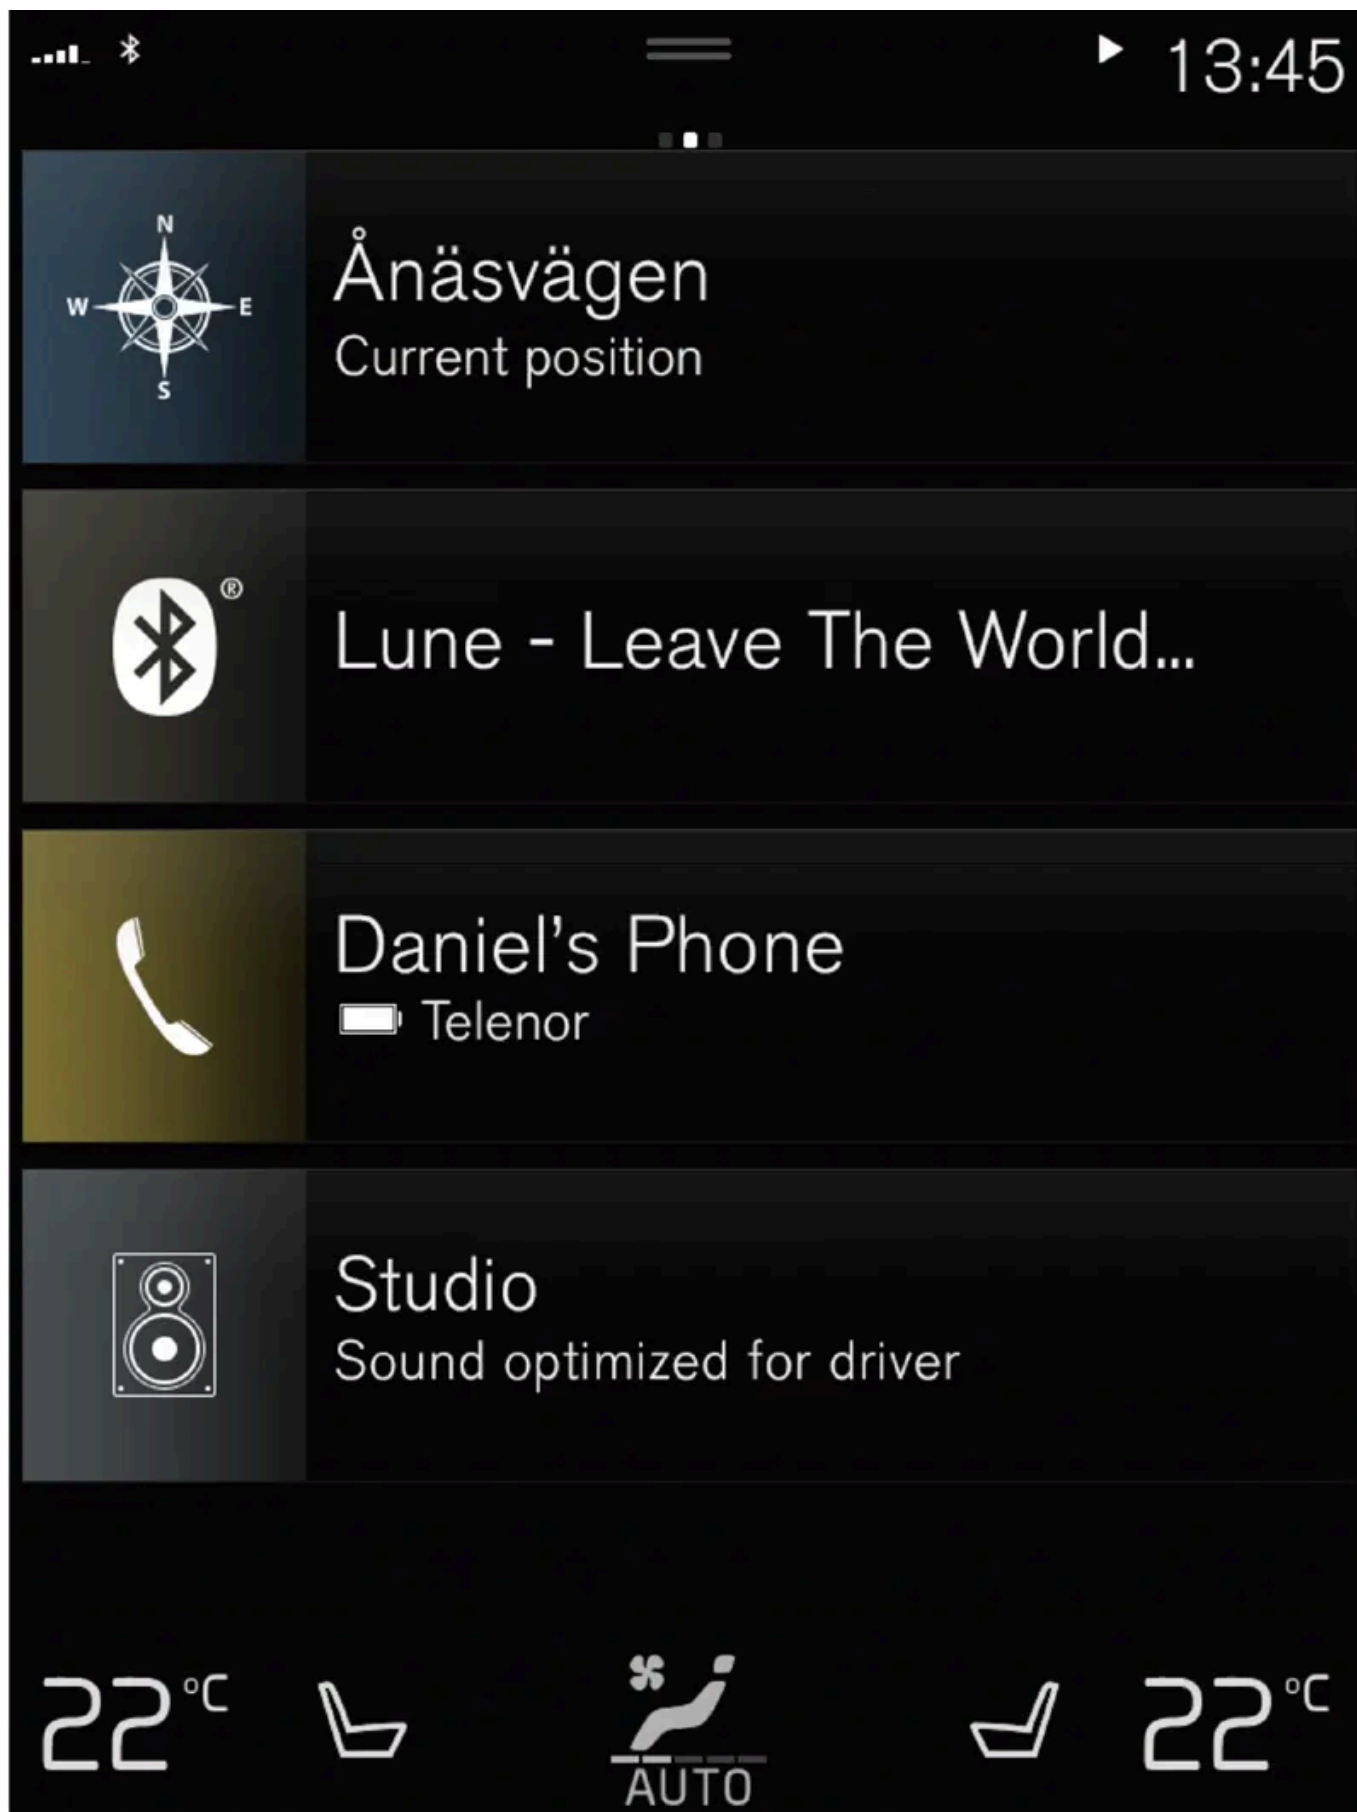 13:45
N
W E
S
Ånäsvägen
Current position
®
Lune - Leave The World...
Daniel’s Phone
Telenor
Studio
Sound optimized for driver
22°C
22°C
AUTO